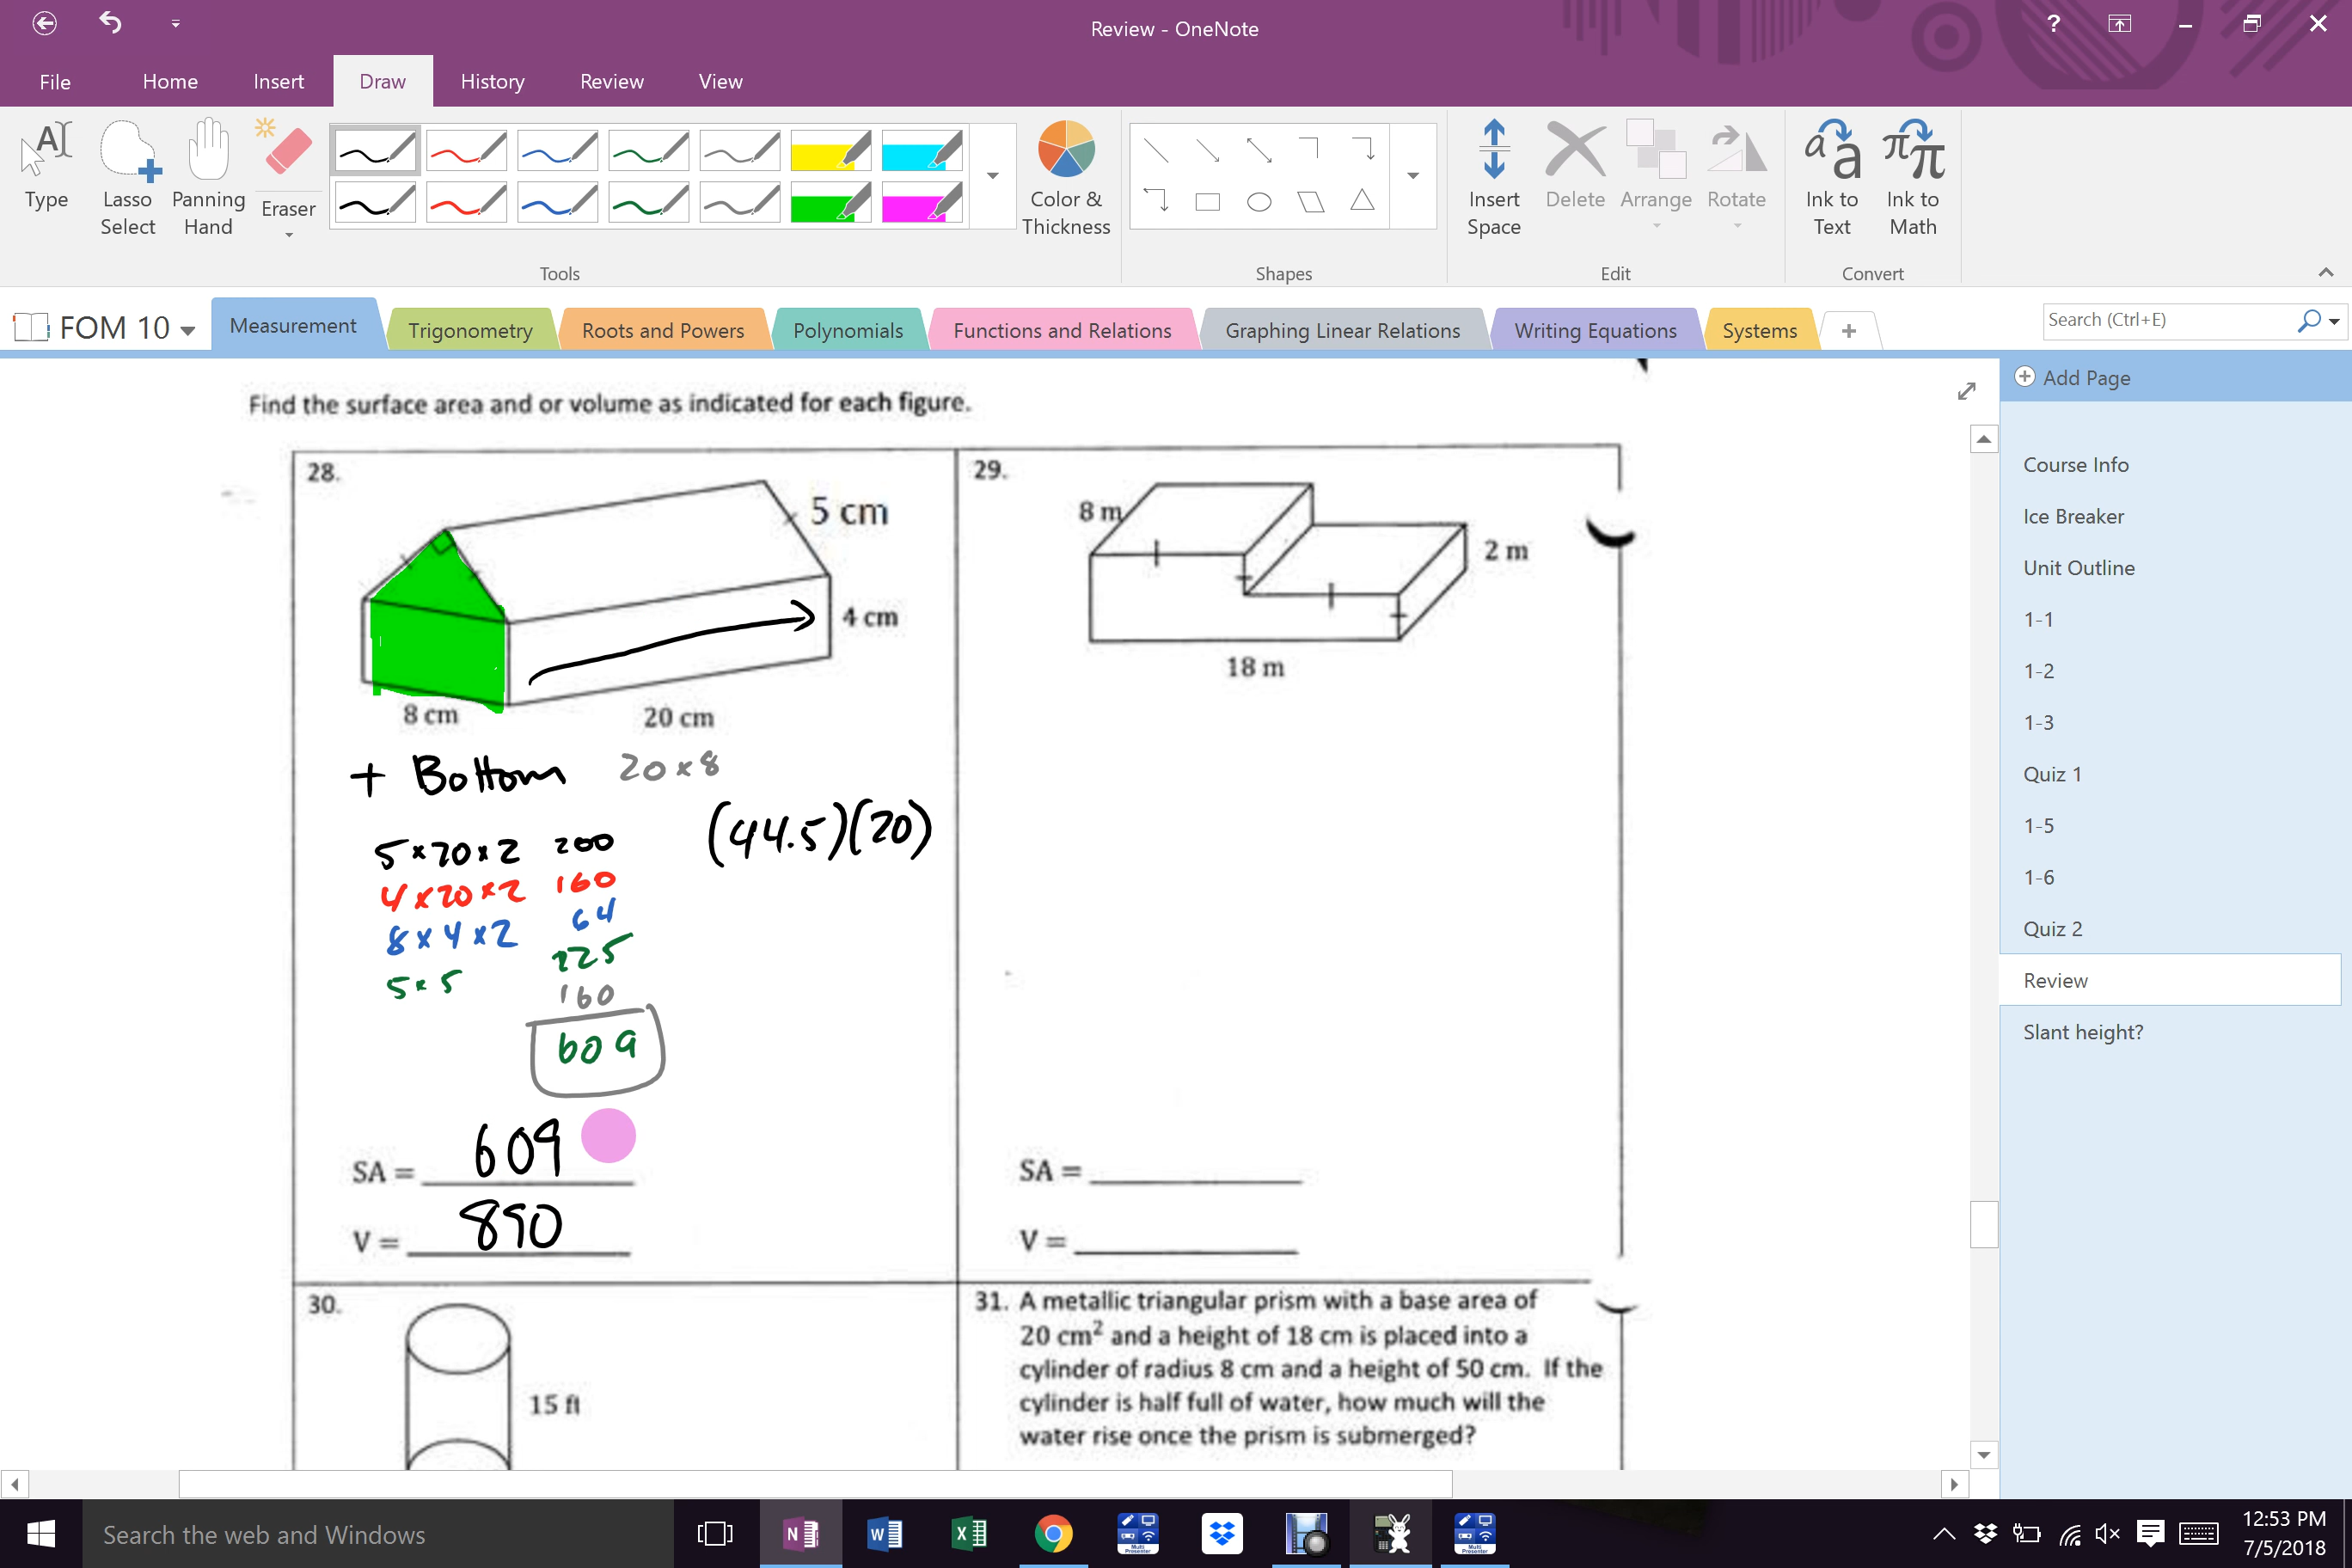 Review - OneNote
?
File Home Insert Draw History Review View
Type
Lasso Select
Panning Hand
Eraser
Color & Thickness
Insert Space
Delete
Arrange
Rotate
Ink to Text
Ink to Math
Tools Shapes Edit Convert
FOM 10 Measurement Trigonometry Roots and Powers Polynomials Functions and Relations Graphing Linear Relations Writing Equations Systems +
Search (Ctrl+E)
Add Page
Course Info
Ice Breaker
Unit Outline
1-1
1-2
1-3
Quiz 1
1-5
1-6
Quiz 2
Review
Slant height?
Find the surface area and or volume as indicated for each figure.
28.
5 cm
4 cm
8 cm
20 cm
+ Bottom 20 × 8
(44.5)(20)
5 × 20 × 2 200
4 × 20 × 2 160
8 × 4 × 2 64
5 × 5 225
160
609
SA = 609
V = 890
29.
8 m
2 m
18 m
SA =
V =
30.
15 ft
31. A metallic triangular prism with a base area of
20 cm² and a height of 18 cm is placed into a
cylinder of radius 8 cm and a height of 50 cm. If the
cylinder is half full of water, how much will the
water rise once the prism is submerged?
Search the web and Windows
12:53 PM
7/5/2018